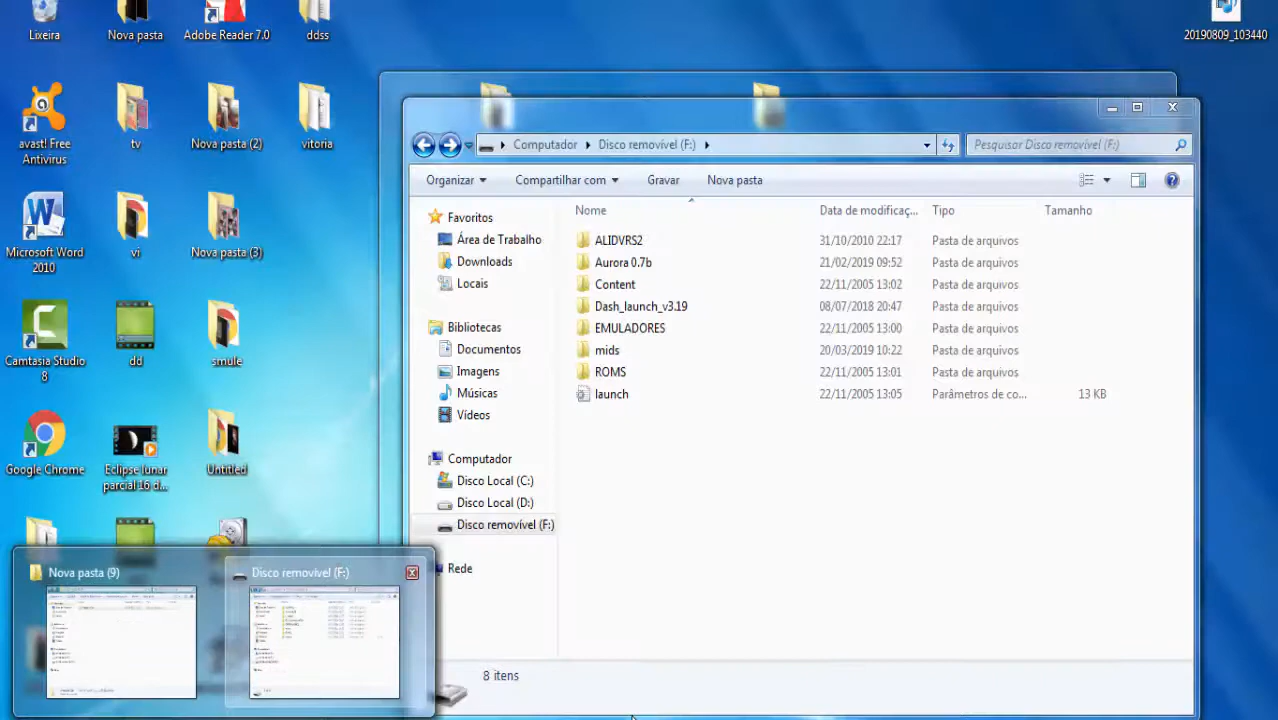 Lixeira
Nova pasta
Adobe Reader 7.0
ddss
20190809_103440
avast! Free
Antivirus
tv
Nova pasta (2)
vitoria
Microsoft Word
2010
vi
Nova pasta (3)
Camtasia Studio
8
dd
smule
Google Chrome
Eclipse lunar
parcial 16 d...
Untitled
Computador
Disco removível (F:)
Pesquisar Disco removível (F:)
Organizar
Compartilhar com
Gravar
Nova pasta
Favoritos
Área de Trabalho
Downloads
Locais
Bibliotecas
Documentos
Imagens
Músicas
Vídeos
Computador
Disco Local (C:)
Disco Local (D:)
Disco removível (F:)
Rede
Nome Data de modificaç... Tipo Tamanho
ALIDVRS2 31/10/2010 22:17 Pasta de arquivos
Aurora 0.7b 21/02/2019 09:52 Pasta de arquivos
Content 22/11/2005 13:02 Pasta de arquivos
Dash_launch_v3.19 08/07/2018 20:47 Pasta de arquivos
EMULADORES 22/11/2005 13:00 Pasta de arquivos
mids 20/03/2019 10:22 Pasta de arquivos
ROMS 22/11/2005 13:01 Pasta de arquivos
launch 22/11/2005 13:05 Parâmetros de co... 13 KB
8 itens
Nova pasta (9)
Disco removível (F:)